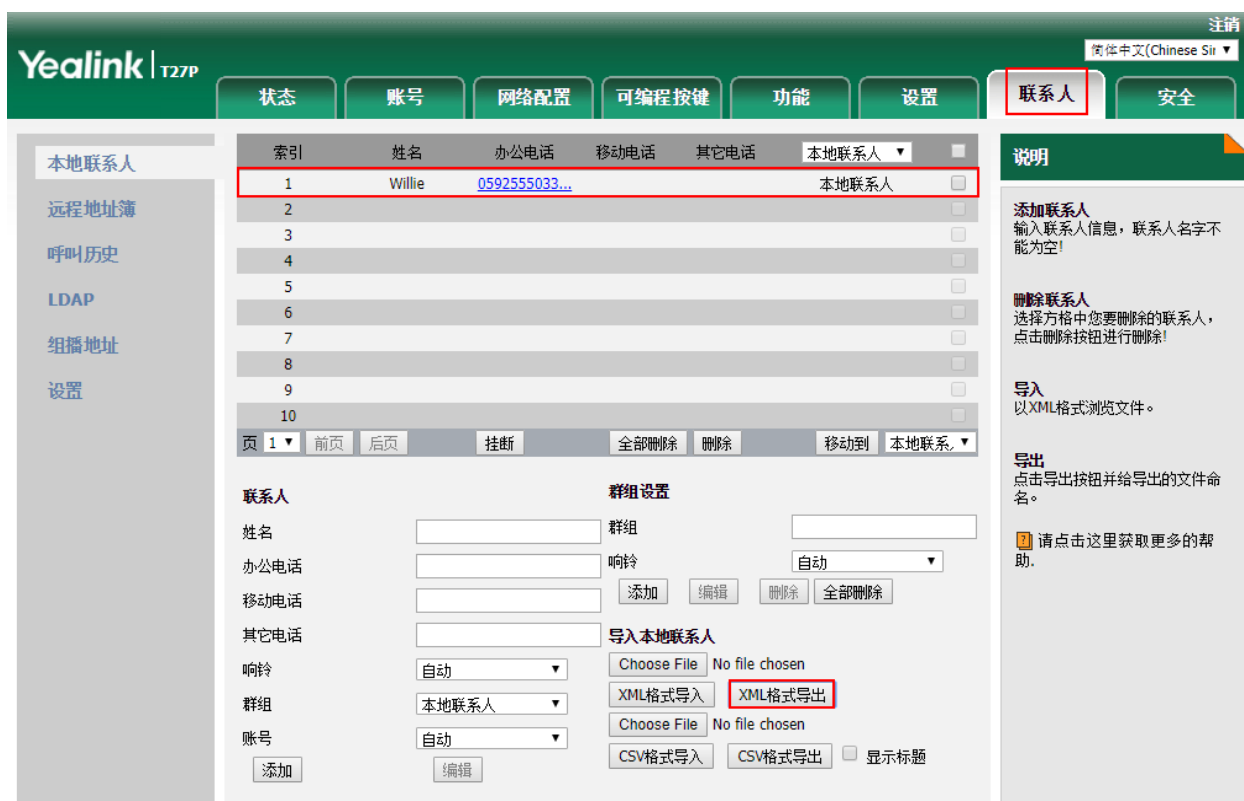 注销
简体中文(Chinese Sir
Yealink T27P
状态 账号 网络配置 可编程按键 功能 设置 联系人 安全
本地联系人
远程地址簿
呼叫历史
LDAP
组播地址
设置
索引 姓名 办公电话 移动电话 其它电话 本地联系人
1 Willie 0592555033... 本地联系人
2
3
4
5
6
7
8
9
10
页 1 前页 后页 挂断 全部删除 删除 移动到 本地联系
联系人
姓名
办公电话
移动电话
其它电话
响铃 自动
群组 本地联系人
账号 自动
添加 编辑
群组设置
群组
响铃 自动
添加 编辑 删除 全部删除
导入本地联系人
Choose File No file chosen
XML格式导入 XML格式导出
Choose File No file chosen
CSV格式导入 CSV格式导出 显示标题
说明
添加联系人
输入联系人信息，联系人名字不
能为空!
删除联系人
选择方格中您要删除的联系人，
点击删除按钮进行删除!
导入
以XML格式浏览文件。
导出
点击导出按钮并给导出的文件命
名。
? 请点击这里获取更多的帮
助.